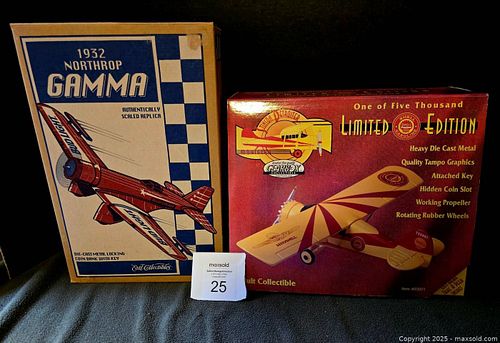 1932
NORTHROP
GAMMA
AUTHENTICALLY
SCALED REPLICA
DIE-CAST METAL LOCKING
COIN BANK WITH KEY
Ertl Collectibles
maxsold
25
One of Five Thousand
LIMITED EDITION
Heavy Die Cast Metal
Quality Tampo Graphics
Attached Key
Hidden Coin Slot
Working Propeller
Rotating Rubber Wheels
GEARBOX
Adult Collectible
Copyright 2025 - maxsold.com